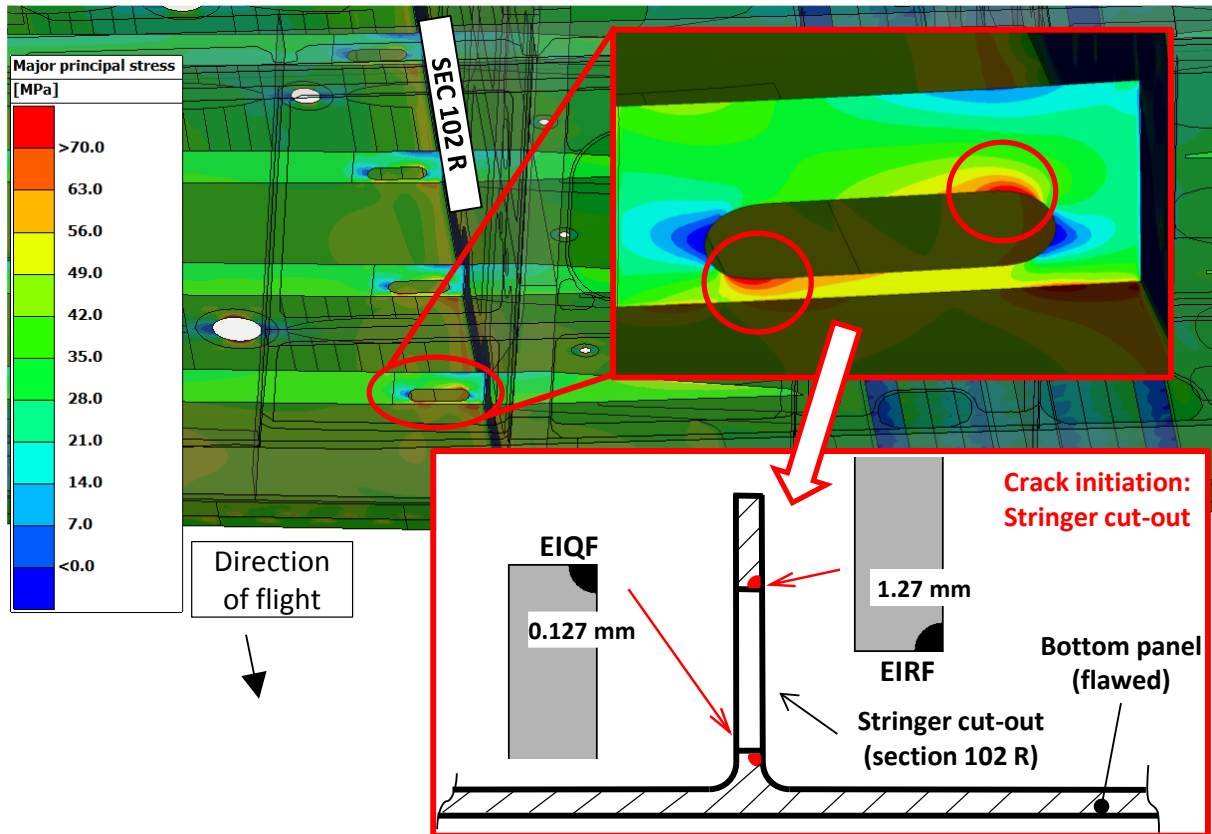 Major principal stress
[MPa]
>70.0
63.0
56.0
49.0
42.0
35.0
28.0
21.0
14.0
7.0
<0.0
SEC 102 R
Direction
of flight
Crack initiation:
Stringer cut-out
EIQF
0.127 mm
1.27 mm
EIRF
Bottom panel
(flawed)
Stringer cut-out
(section 102 R)